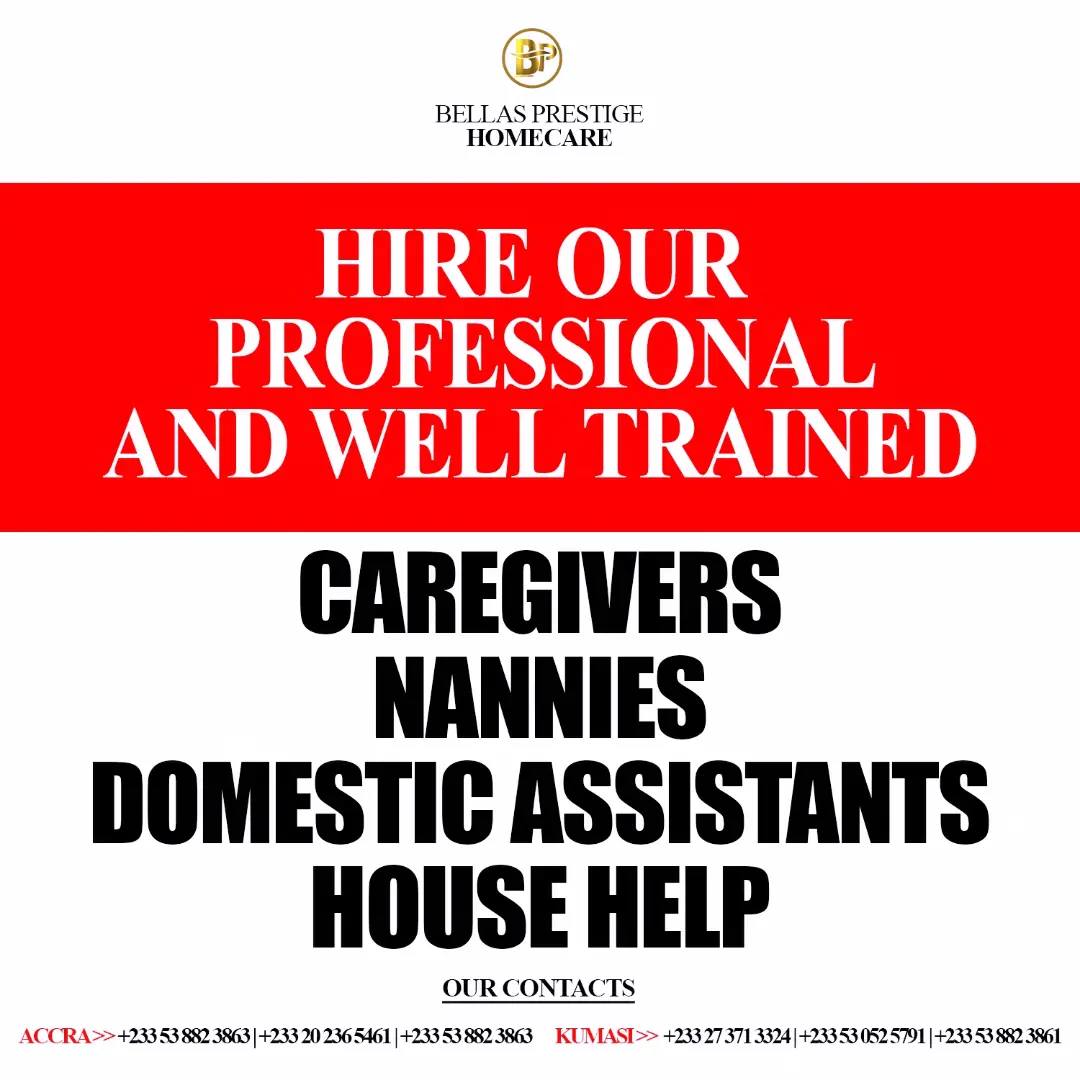 BP
BELLAS PRESTIGE
HOMECARE
HIRE OUR
PROFESSIONAL
AND WELL TRAINED
CAREGIVERS
NANNIES
DOMESTIC ASSISTANTS
HOUSE HELP
OUR CONTACTS
ACCRA >> +233 53 882 3863 | +233 20 236 5461 | +233 53 882 3863 KUMASI >> +233 27 371 3324 | +233 53 052 5791 | +233 53 882 3861